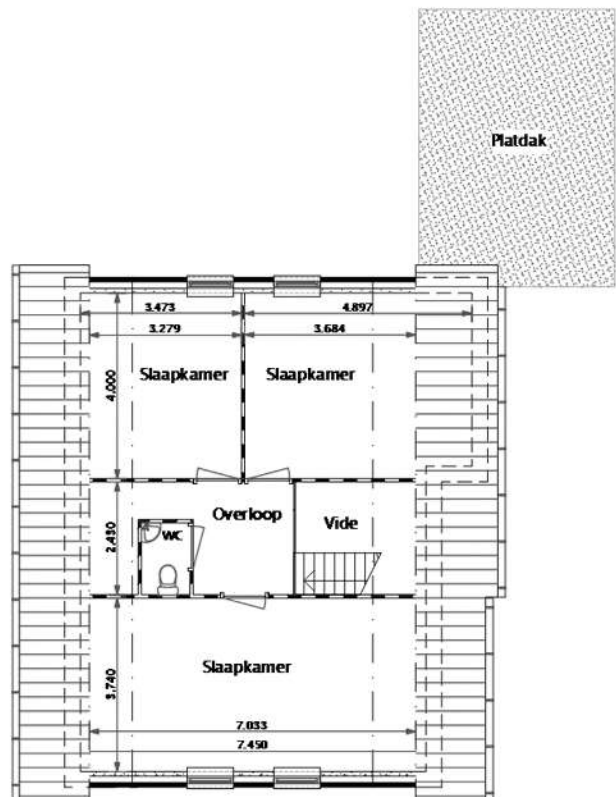 Platdak
3.473
4.897
3.279
3.684
Slaapkamer
Slaapkamer
4,000
Overloop
Vide
WC
2,430
Slaapkamer
3,740
7.033
7.450